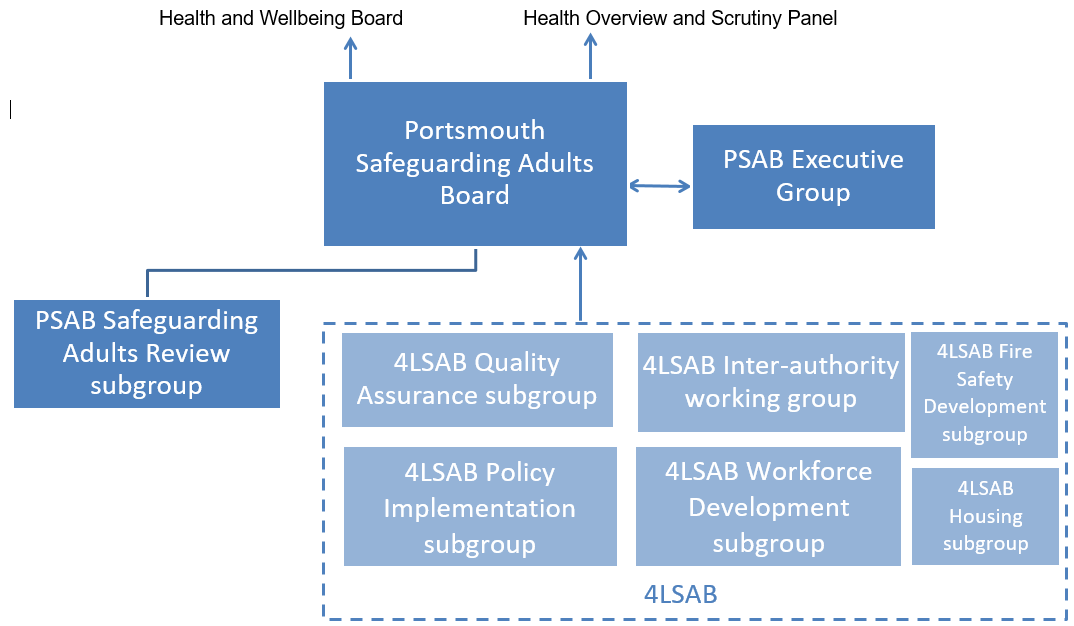 Health and Wellbeing Board
Health Overview and Scrutiny Panel
Portsmouth
Safeguarding Adults
Board
PSAB Executive
Group
PSAB Safeguarding
Adults Review
subgroup
4LSAB Quality
Assurance subgroup
4LSAB Inter-authority
working group
4LSAB Fire
Safety
Development
subgroup
4LSAB Policy
Implementation
subgroup
4LSAB Workforce
Development
subgroup
4LSAB
Housing
subgroup
4LSAB